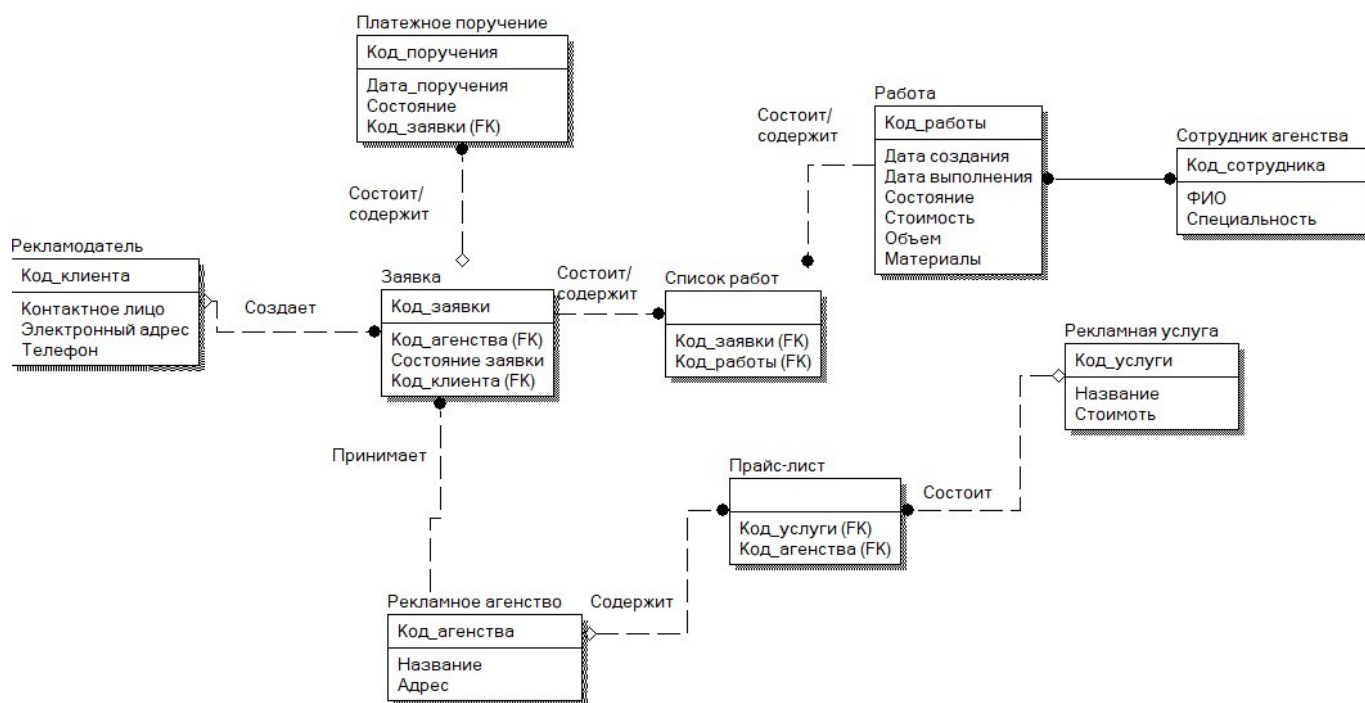 Платежное поручение
Код_поручения
Дата_поручения
Состояние
Код_заявки (FK)
Состоит/
содержит
Работа
Код_работы
Дата создания
Дата выполнения
Состояние
Стоимость
Объем
Материалы
Сотрудник агенства
Код_сотрудника
ФИО
Специальность
Состоит/
содержит
Рекламодатель
Код_клиента
Контактное лицо
Электронный адрес
Телефон
Создает
Заявка
Код_заявки
Код_агенства (FK)
Состояние заявки
Код_клиента (FK)
Состоит/
содержит
Список работ
Код_заявки (FK)
Код_работы (FK)
Рекламная услуга
Код_услуги
Название
Стоимоть
Принимает
Прайс-лист
Код_услуги (FK)
Код_агенства (FK)
Состоит
Рекламное агенство
Код_агенства
Название
Адрес
Содержит